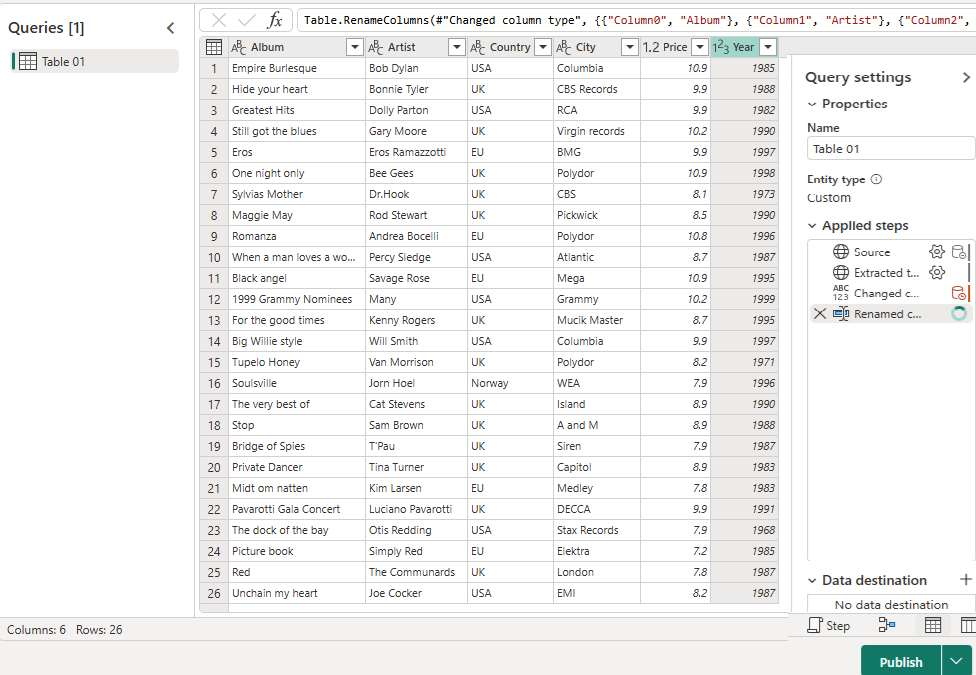 Queries [1]
Table 01
fx Table.RenameColumns(#"Changed column type", {{"Column0", "Album"}, {"Column1", "Artist"}, {"Column2",
ABC Album ABC Artist ABC Country ABC City 1.2 Price 123 Year
1 Empire Burlesque Bob Dylan USA Columbia 10.9 1985
2 Hide your heart Bonnie Tyler UK CBS Records 9.9 1988
3 Greatest Hits Dolly Parton USA RCA 9.9 1982
4 Still got the blues Gary Moore UK Virgin records 10.2 1990
5 Eros Eros Ramazzotti EU BMG 9.9 1997
6 One night only Bee Gees UK Polydor 10.9 1998
7 Sylvias Mother Dr.Hook UK CBS 8.1 1973
8 Maggie May Rod Stewart UK Pickwick 8.5 1990
9 Romanza Andrea Bocelli EU Polydor 10.8 1996
10 When a man loves a wo... Percy Sledge USA Atlantic 8.7 1987
11 Black angel Savage Rose EU Mega 10.9 1995
12 1999 Grammy Nominees Many USA Grammy 10.2 1999
13 For the good times Kenny Rogers UK Mucik Master 8.7 1995
14 Big Willie style Will Smith USA Columbia 9.9 1997
15 Tupelo Honey Van Morrison UK Polydor 8.2 1971
16 Soulsville Jorn Hoel Norway WEA 7.9 1996
17 The very best of Cat Stevens UK Island 8.9 1990
18 Stop Sam Brown UK A and M 8.9 1988
19 Bridge of Spies T'Pau UK Siren 7.9 1987
20 Private Dancer Tina Turner UK Capitol 8.9 1983
21 Midt om natten Kim Larsen EU Medley 7.8 1983
22 Pavarotti Gala Concert Luciano Pavarotti UK DECCA 9.9 1991
23 The dock of the bay Otis Redding USA Stax Records 7.9 1968
24 Picture book Simply Red EU Elektra 7.2 1985
25 Red The Communards UK London 7.8 1987
26 Unchain my heart Joe Cocker USA EMI 8.2 1987
Columns: 6 Rows: 26
Query settings
Properties
Name
Table 01
Entity type
Custom
Applied steps
Source
Extracted t...
ABC 123 Changed c...
Renamed c...
Data destination
No data destination
Step
Publish